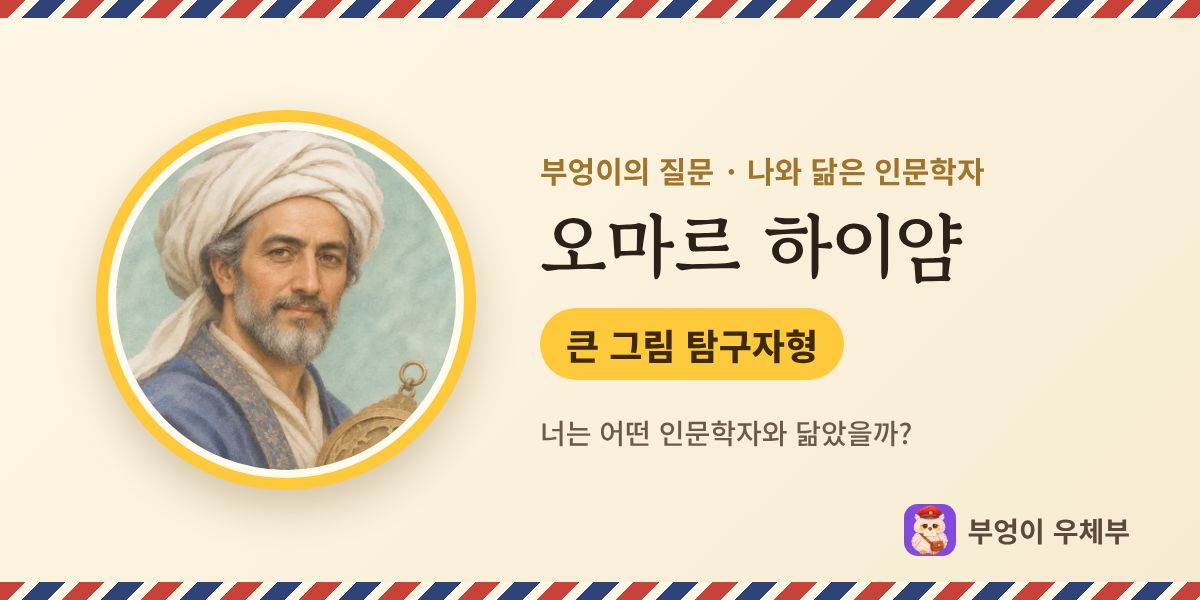 부엉이의 질문 · 나와 닮은 인문학자
오마르 하이얌
큰 그림 탐구자형
너는 어떤 인문학자와 닮았을까?
부엉이 우체부